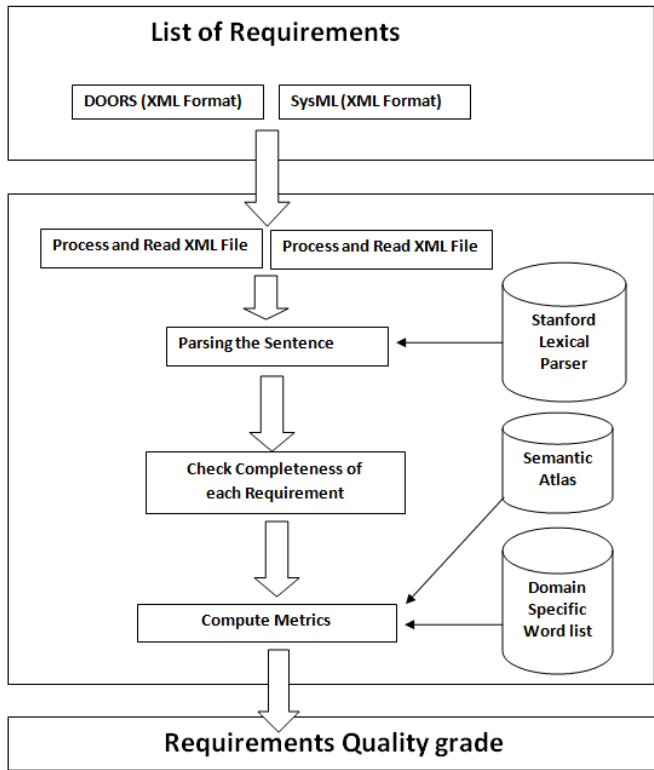 List of Requirements
DOORS (XML Format)
SysML (XML Format)
Process and Read XML File
Process and Read XML File
Parsing the Sentence
Stanford
Lexical
Parser
Check Completeness of
each Requirement
Semantic
Atlas
Compute Metrics
Domain
Specific
Word list
Requirements Quality grade